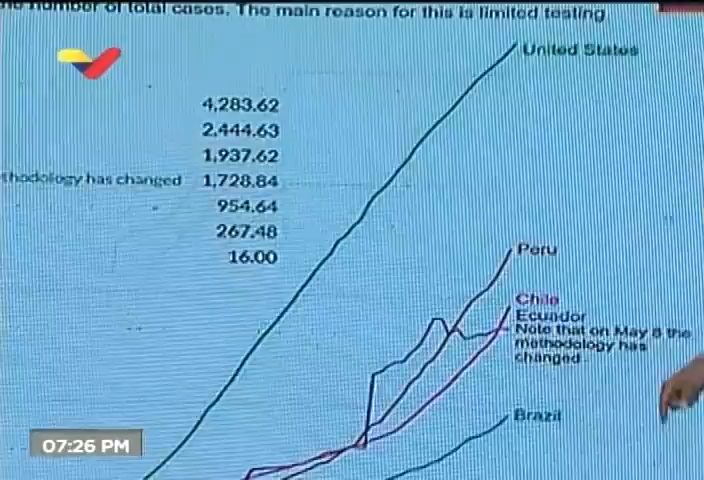 number of total cases. The main reason for this is limited testing
United States
4,283.62
2,444.63
1,937.62
thodology has changed 1,728.84
954.64
267.48
16.00
Peru
Chile
Ecuador
Note that on May 8 the
methodology has
changed
Brazil
07:26 PM